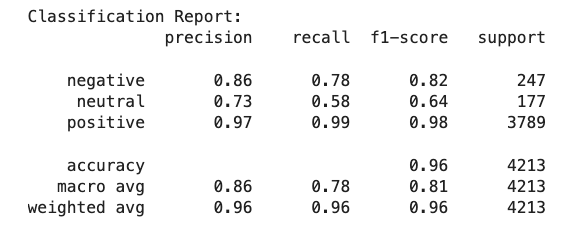 Classification Report:
precision recall f1-score support
negative 0.86 0.78 0.82 247
neutral 0.73 0.58 0.64 177
positive 0.97 0.99 0.98 3789
accuracy 0.96 4213
macro avg 0.86 0.78 0.81 4213
weighted avg 0.96 0.96 0.96 4213